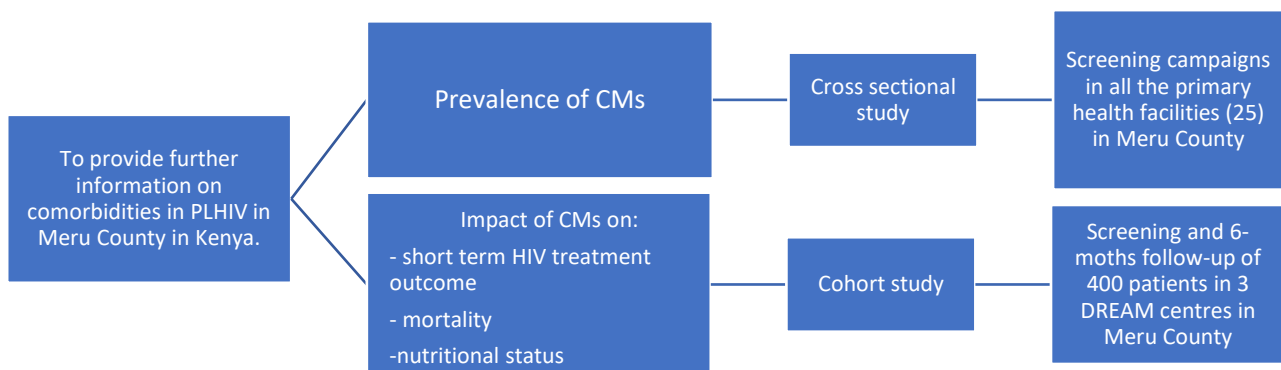 To provide further
information on
comorbidities in PLHIV in
Meru County in Kenya.
Prevalence of CMs
Cross sectional
study
Screening campaigns
in all the primary
health facilities (25)
in Meru County
Impact of CMs on:
- short term HIV treatment
outcome
- mortality
-nutritional status
Cohort study
Screening and 6-
moths follow-up of
400 patients in 3
DREAM centres in
Meru County